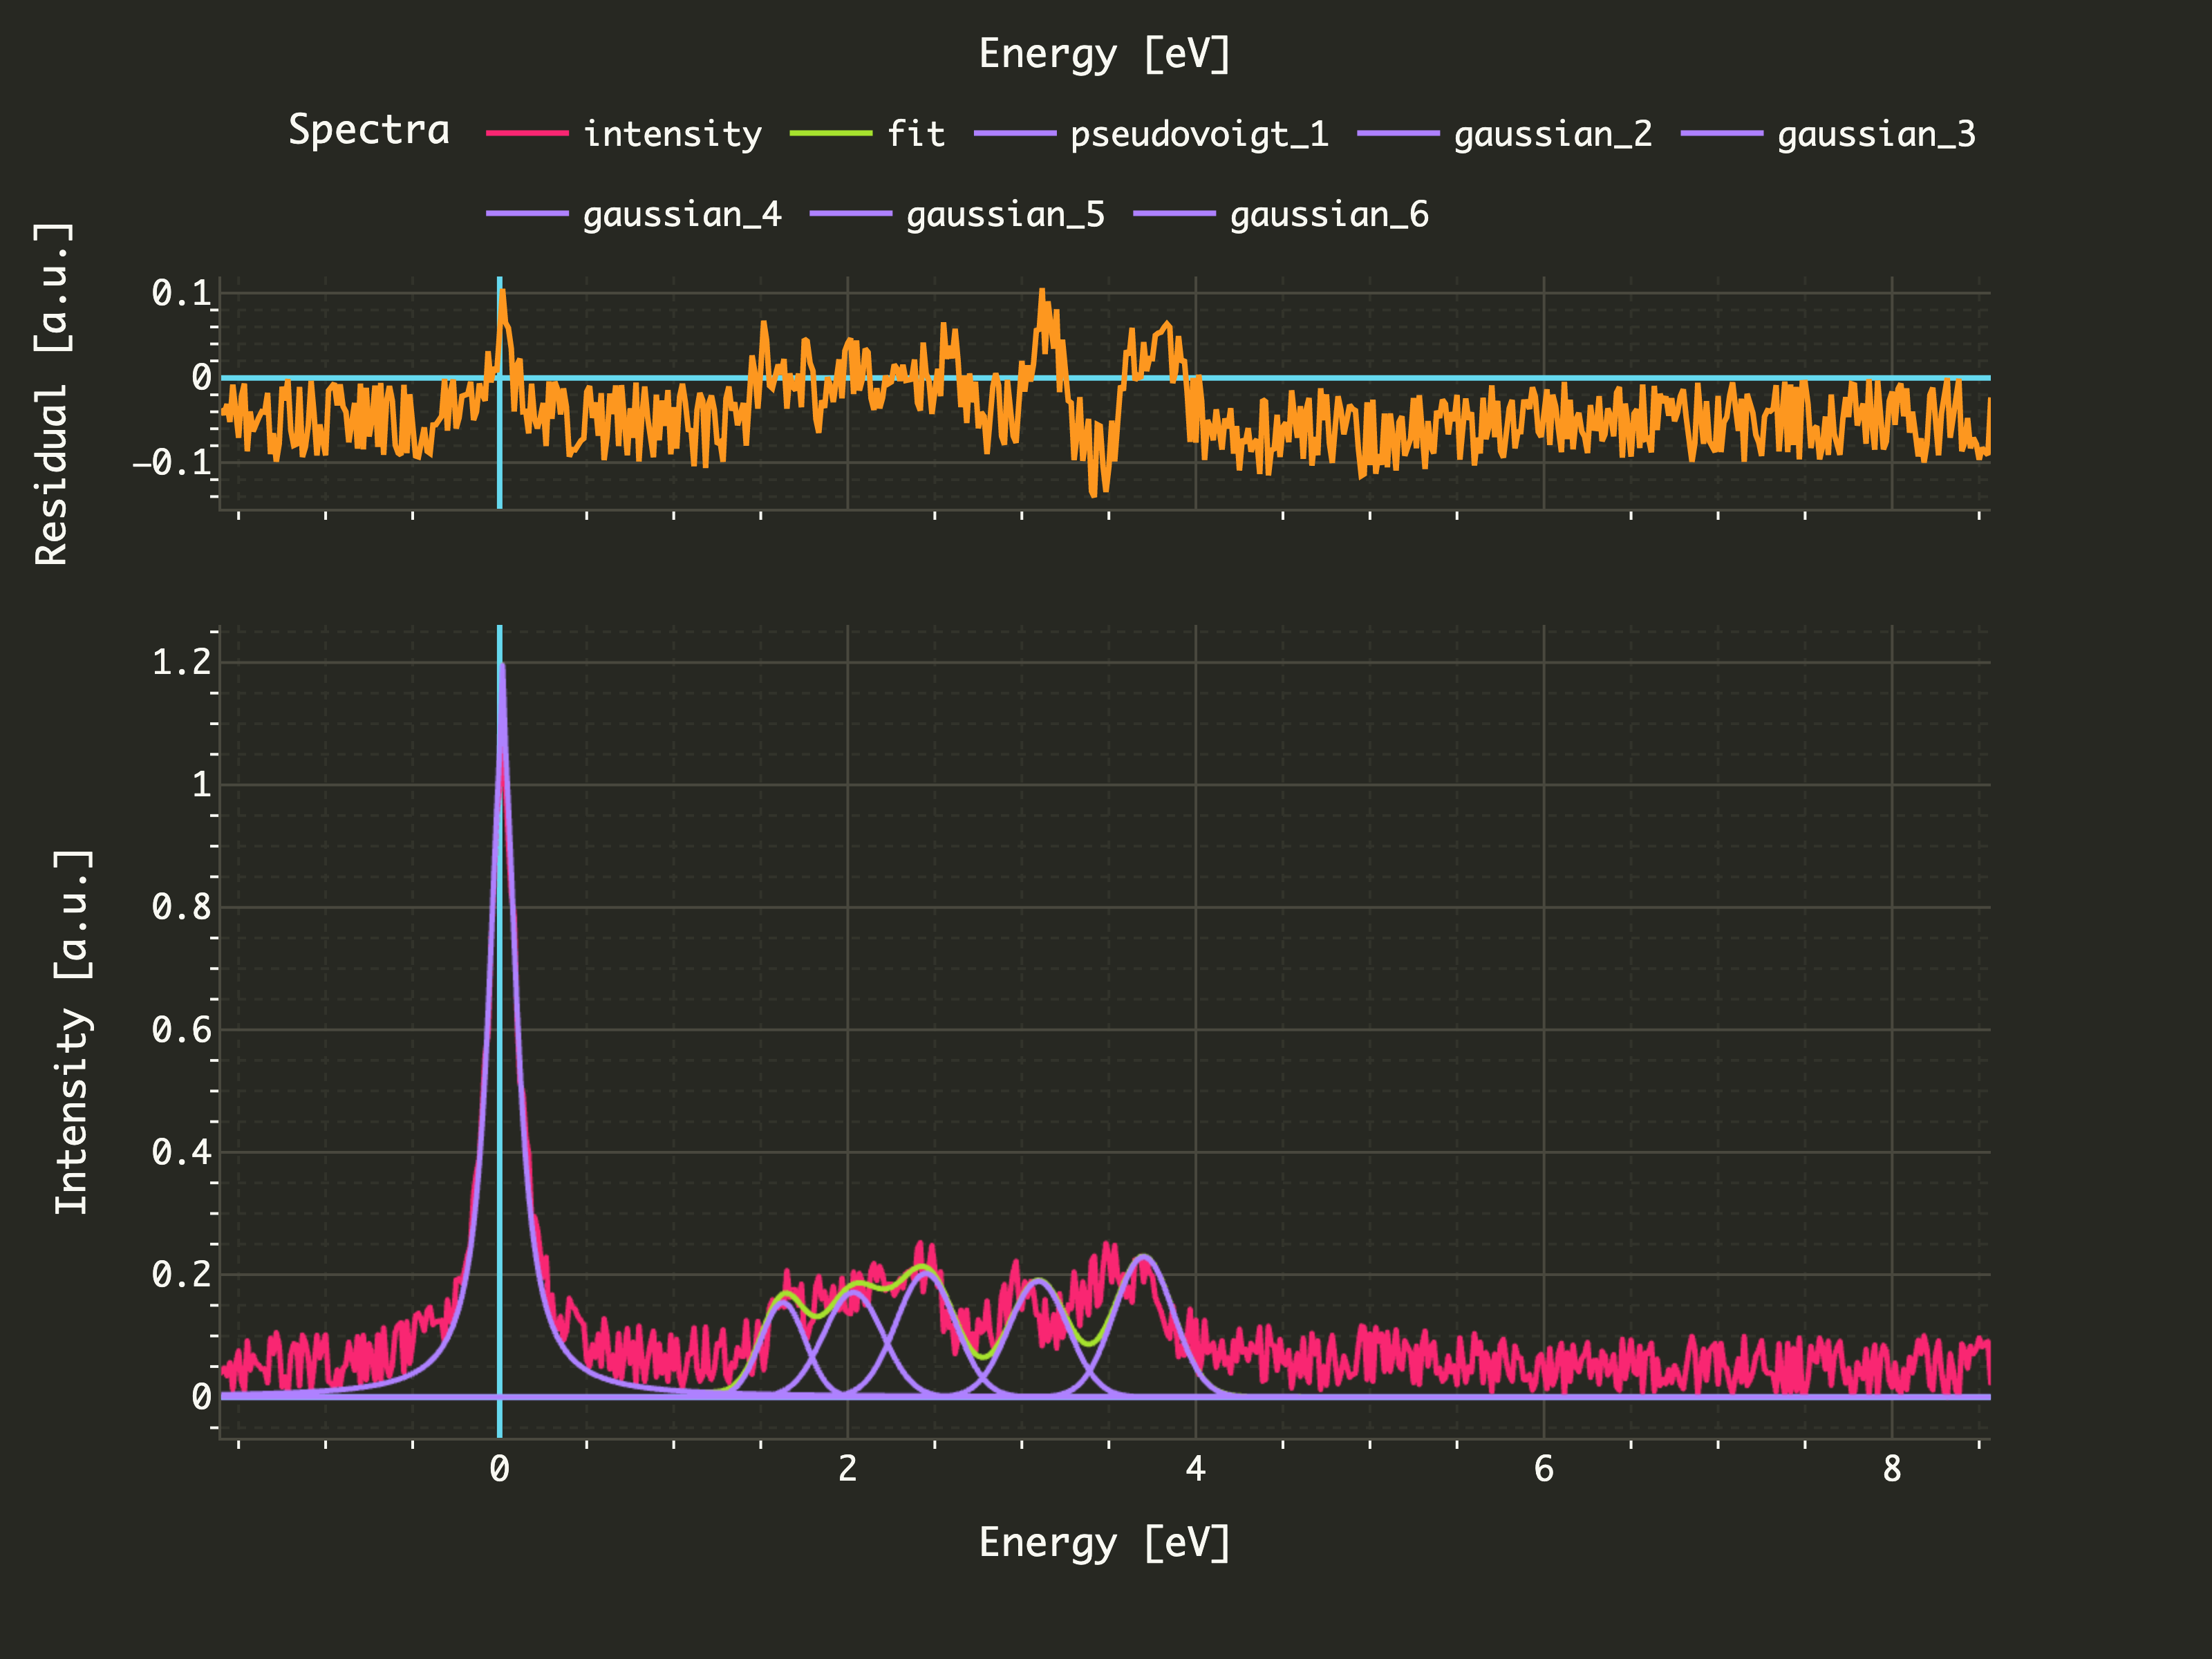 Energy [eV]
Spectra intensity fit pseudovoigt_1 gaussian_2 gaussian_3
gaussian_4 gaussian_5 gaussian_6
Residual [a.u.]
0.1
0
−0.1
Intensity [a.u.]
1.2
1
0.8
0.6
0.4
0.2
0
0 2 4 6 8
Energy [eV]